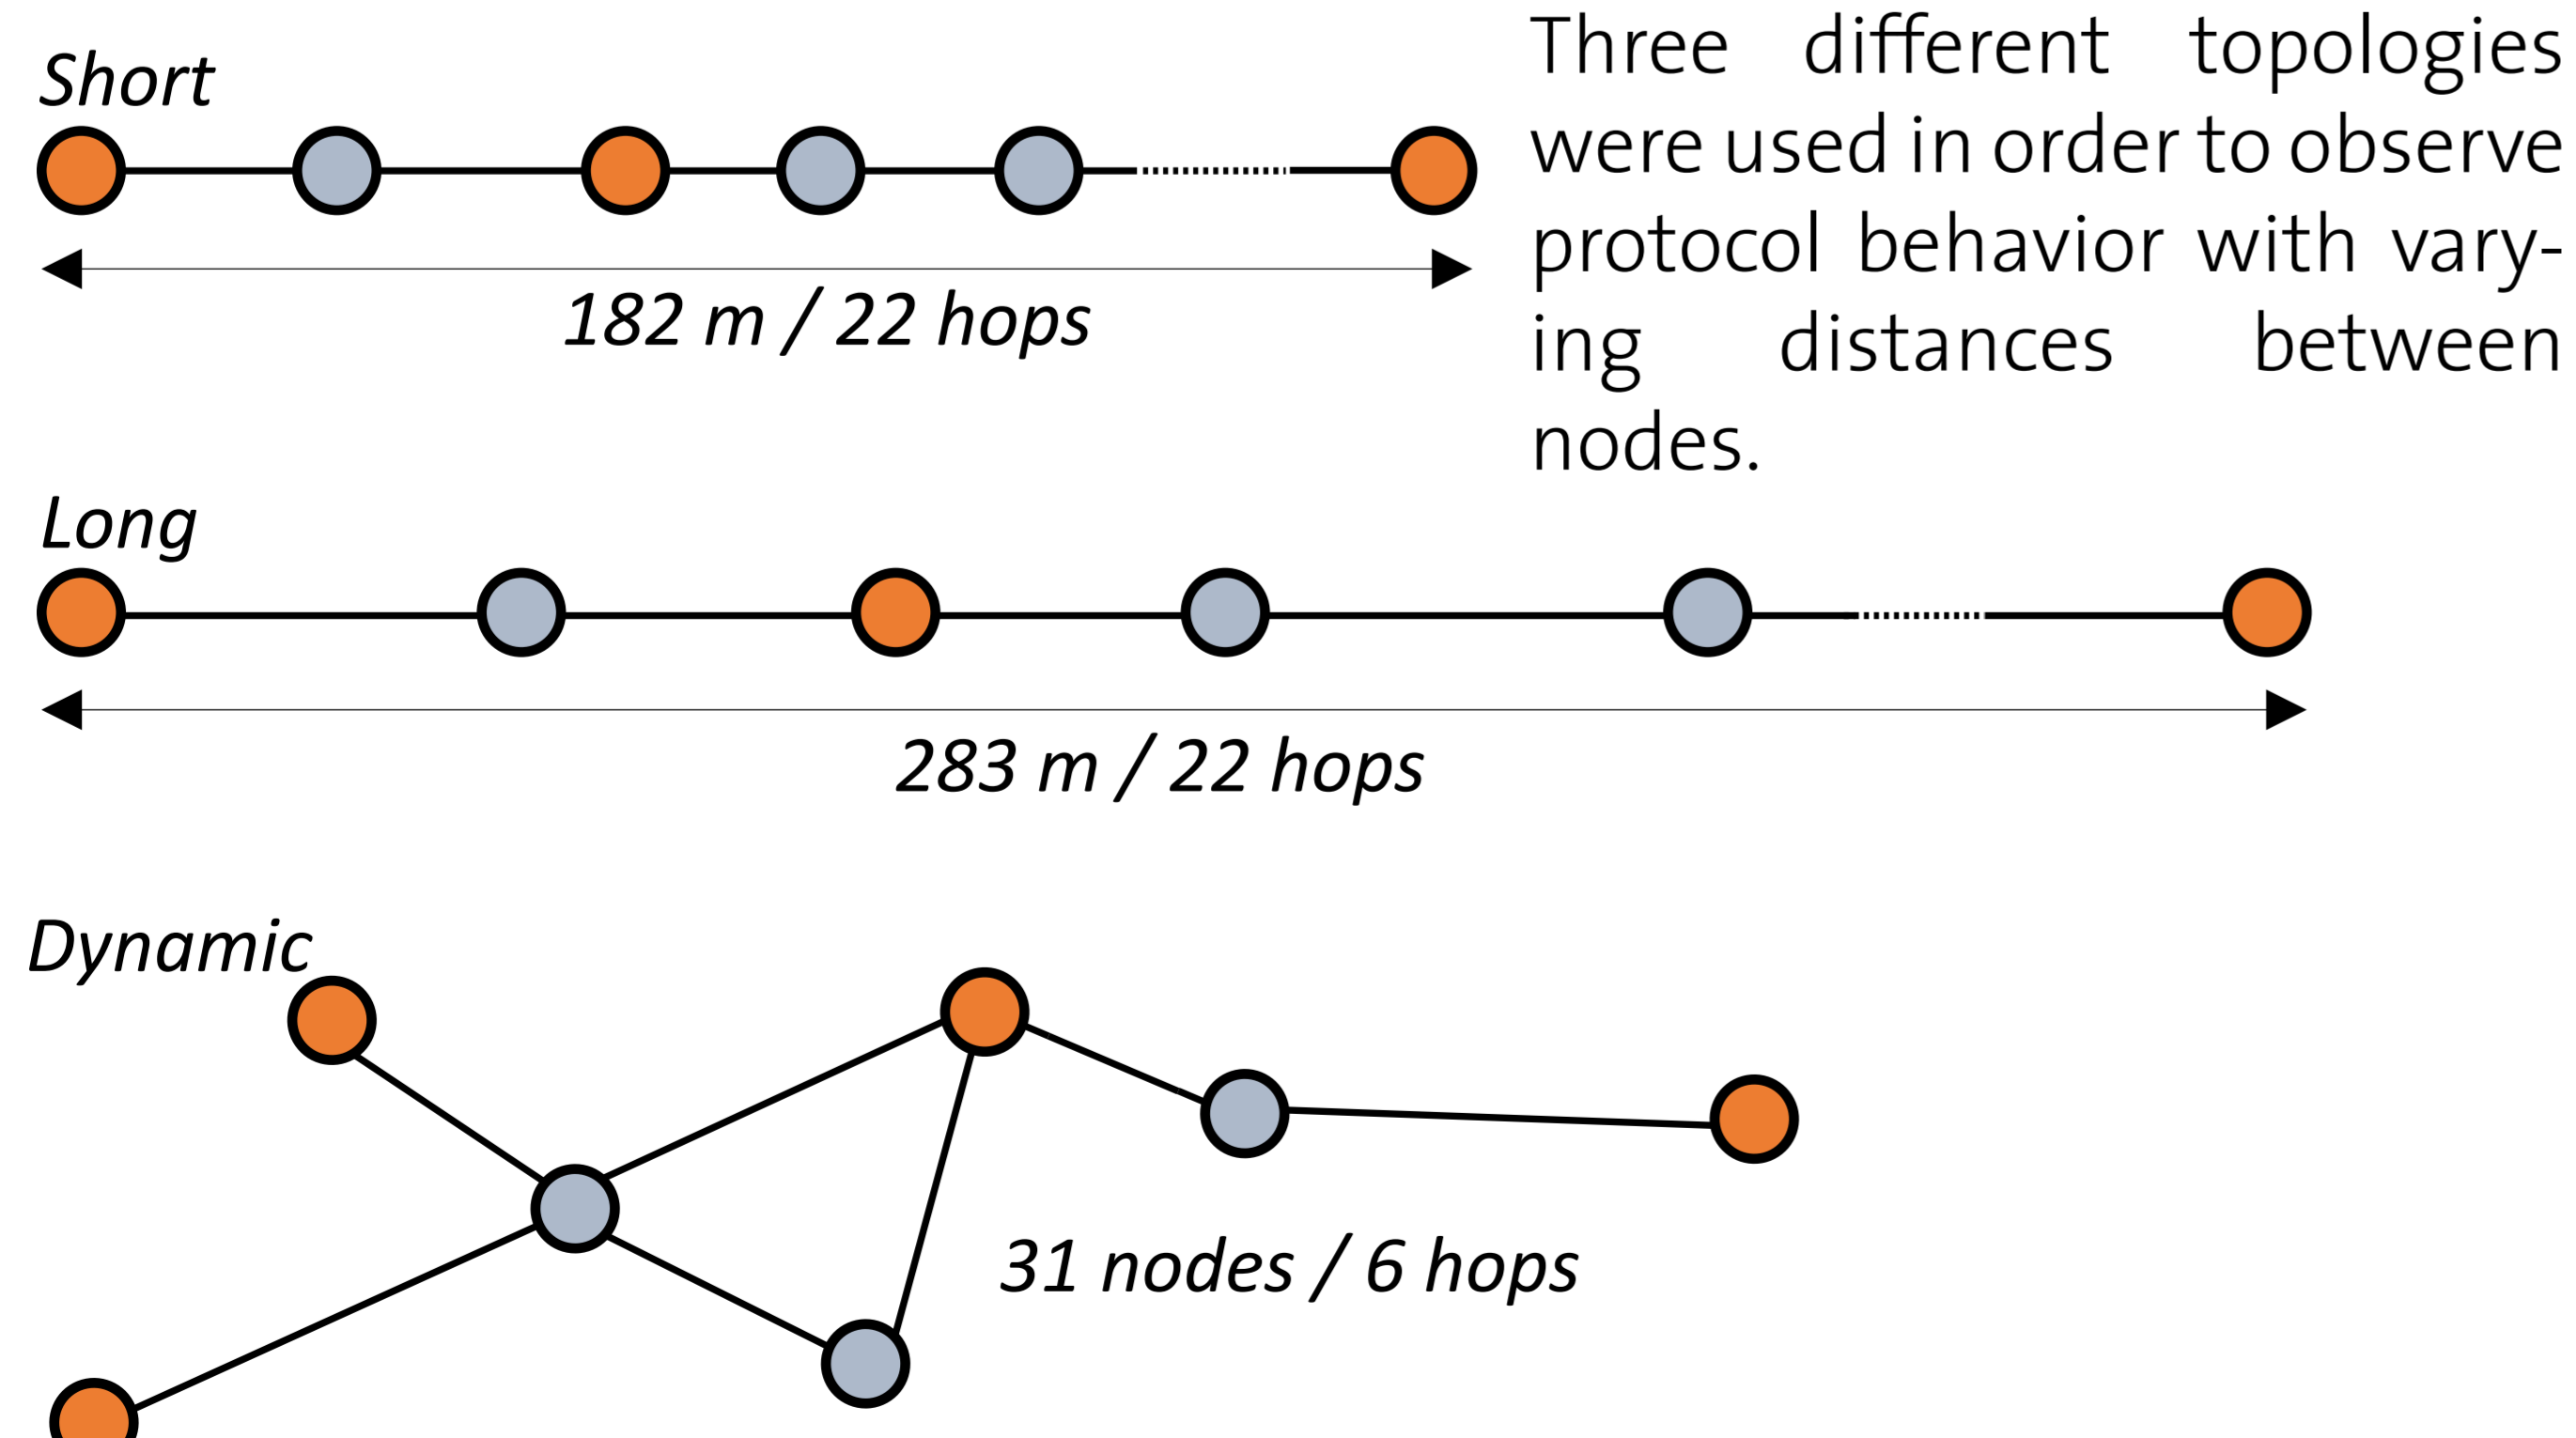 Short
182 m / 22 hops
Three different topologies
were used in order to observe
protocol behavior with vary-
ing distances between
nodes.
Long
283 m / 22 hops
Dynamic
31 nodes / 6 hops